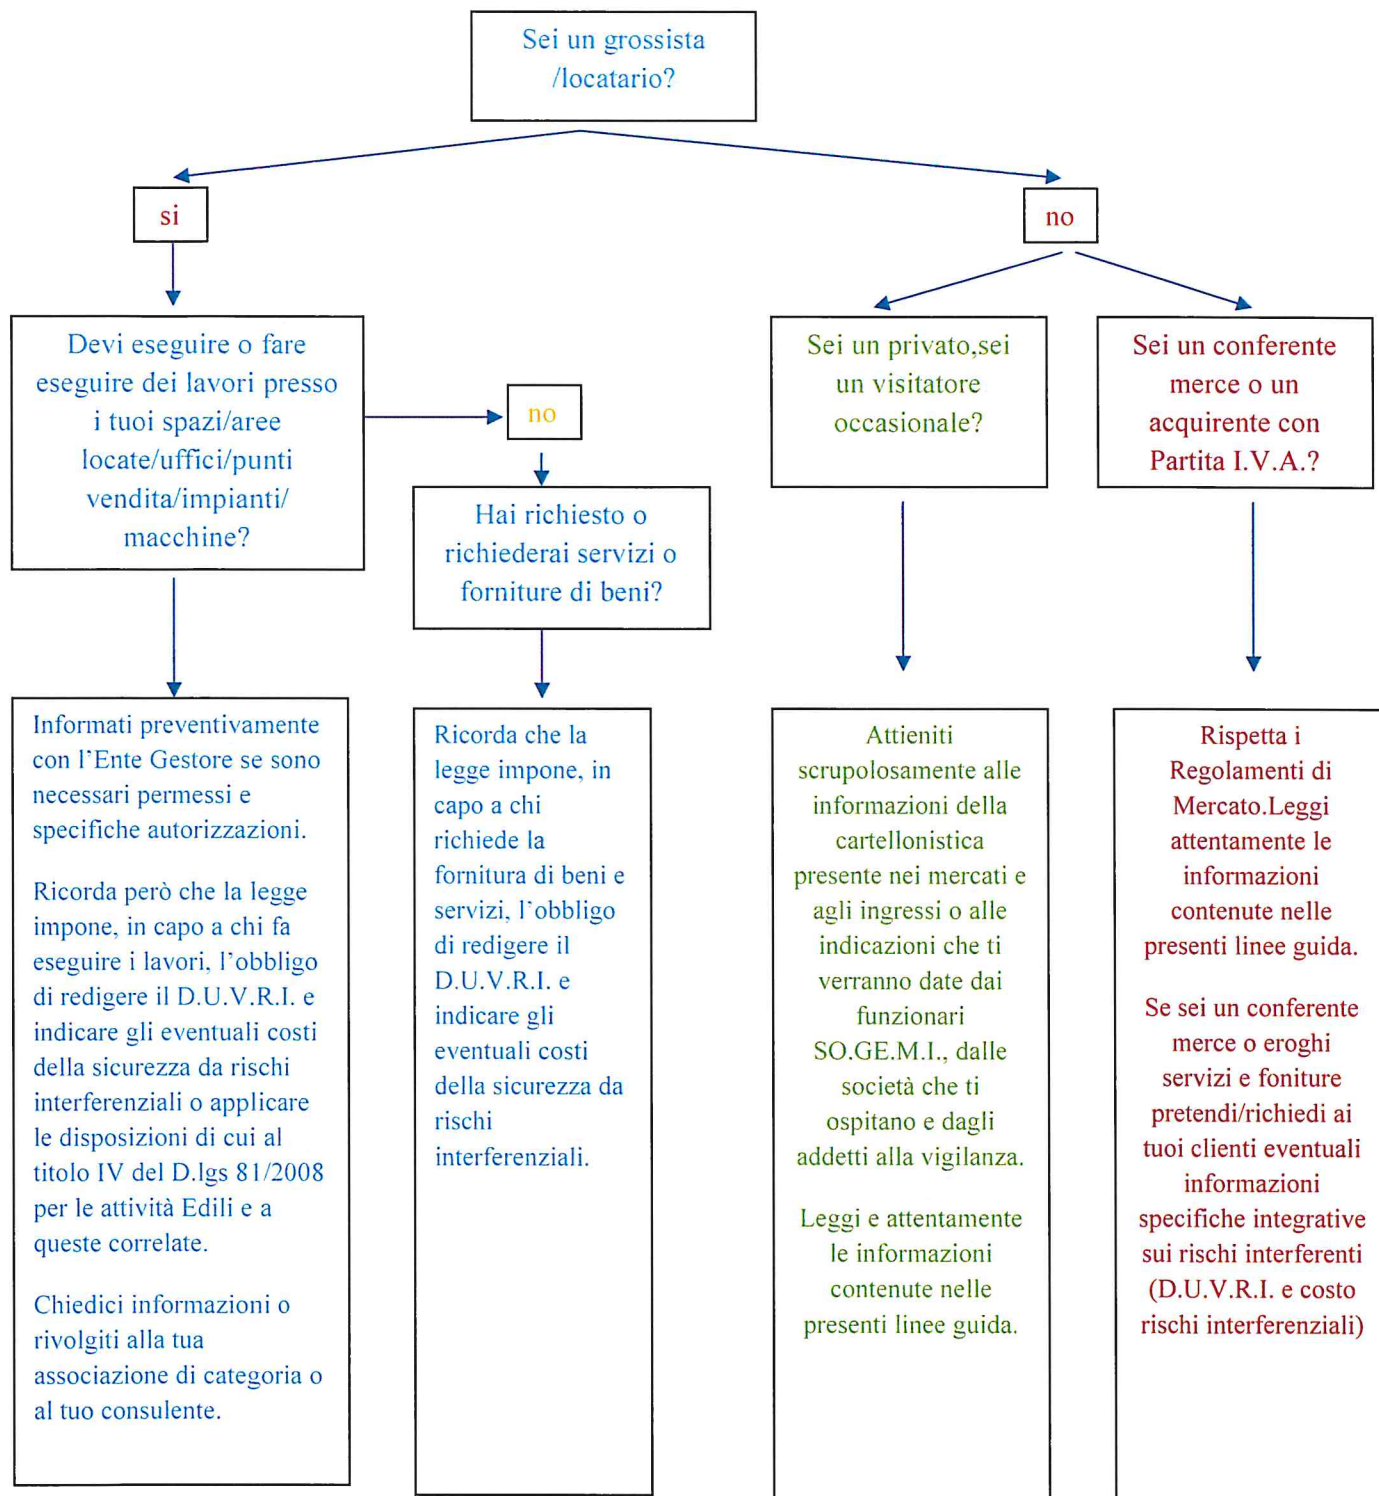 Sei un grossista
/locatario?
si
no
Devi eseguire o fare
eseguire dei lavori presso
i tuoi spazi/aree
locate/uffici/punti
vendita/impianti/
macchine?
no
Hai richiesto o
richiederai servizi o
forniture di beni?
Sei un privato,sei
un visitatore
occasionale?
Sei un conferente
merce o un
acquirente con
Partita I.V.A.?
Informati preventivamente
con l'Ente Gestore se sono
necessari permessi e
specifiche autorizzazioni.
Ricorda però che la legge
impone, in capo a chi fa
eseguire i lavori, l'obbligo
di redigere il D.U.V.R.I. e
indicare gli eventuali costi
della sicurezza da rischi
interferenziali o applicare
le disposizioni di cui al
titolo IV del D.lgs 81/2008
per le attività Edili e a
queste correlate.
Chiedici informazioni o
rivolgiti alla tua
associazione di categoria o
al tuo consulente.
Ricorda che la
legge impone, in
capo a chi
richiede la
fornitura di beni e
servizi, l'obbligo
di redigere il
D.U.V.R.I. e
indicare gli
eventuali costi
della sicurezza da
rischi
interferenziali.
Attieniti
scrupolosamente alle
informazioni della
cartellonistica
presente nei mercati e
agli ingressi o alle
indicazioni che ti
verranno date dai
funzionari
SO.GE.M.I., dalle
società che ti
ospitano e dagli
addetti alla vigilanza.
Leggi e attentamente
le informazioni
contenute nelle
presenti linee guida.
Rispetta i
Regolamenti di
Mercato.Leggi
attentamente le
informazioni
contenute nelle
presenti linee guida.
Se sei un conferente
merce o eroghi
servizi e foniture
pretendi/richiedi ai
tuoi clienti eventuali
informazioni
specifiche integrative
sui rischi interferenti
(D.U.V.R.I. e costo
rischi interferenziali)